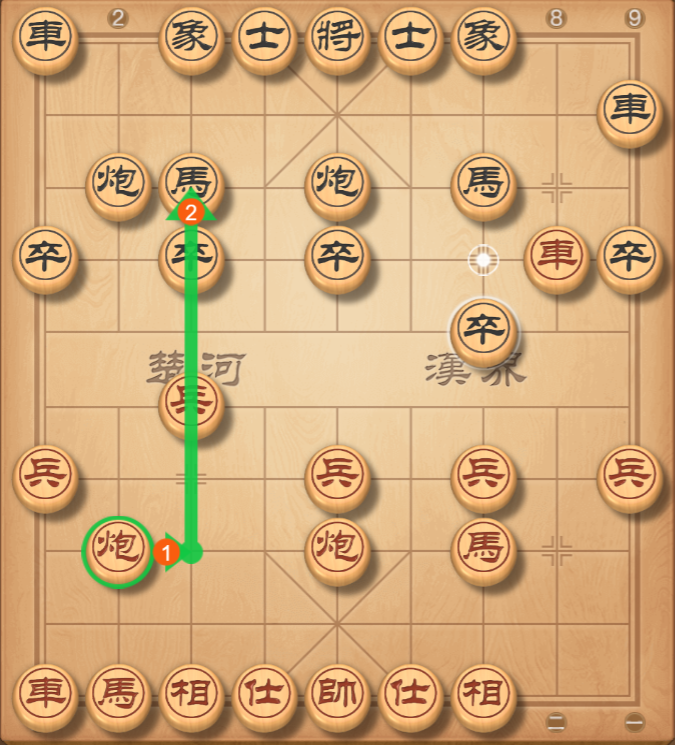 2 8 9
車 象 士 將 士 象
車
炮 馬 炮 馬
2
卒 卒 卒 車 卒
卒
楚河 漢界
兵
兵 兵 兵 兵
炮 1 炮 馬
車 馬 相 仕 帥 仕 相
二 一